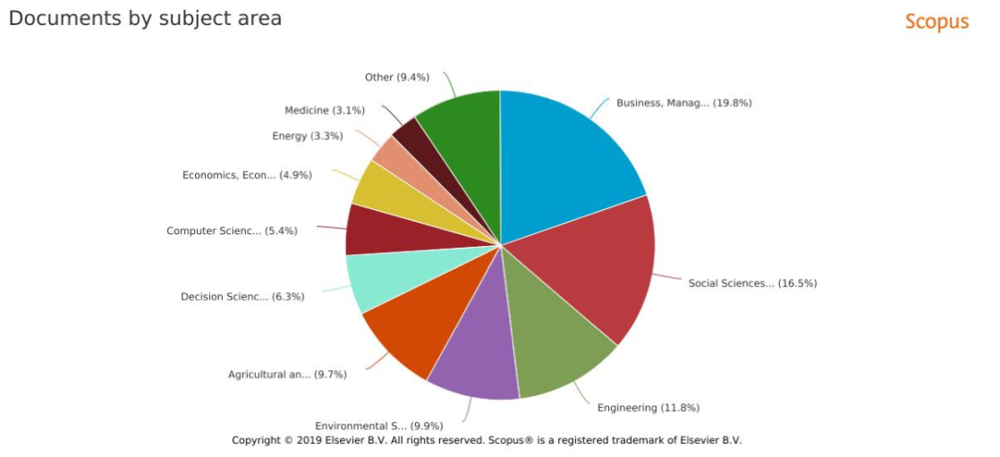 Documents by subject area
Scopus
Other (9.4%)
Business, Manag... (19.8%)
Medicine (3.1%)
Energy (3.3%)
Economics, Econ... (4.9%)
Computer Scienc... (5.4%)
Social Sciences... (16.5%)
Decision Scienc... (6.3%)
Agricultural an... (9.7%)
Engineering (11.8%)
Environmental S... (9.9%)
Copyright © 2019 Elsevier B.V. All rights reserved. Scopus® is a registered trademark of Elsevier B.V.